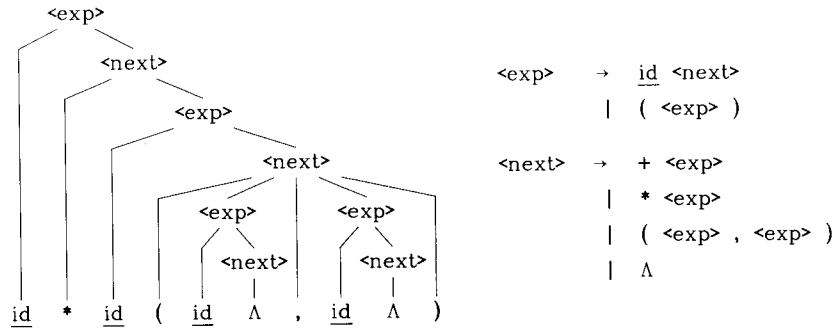 <exp>
<next>
<exp>
<next>
<exp> <exp>
<next> <next>
id * id ( id Λ , id Λ )
<exp> → id <next>
| ( <exp> )
<next> → + <exp>
| * <exp>
| ( <exp> , <exp> )
| Λ